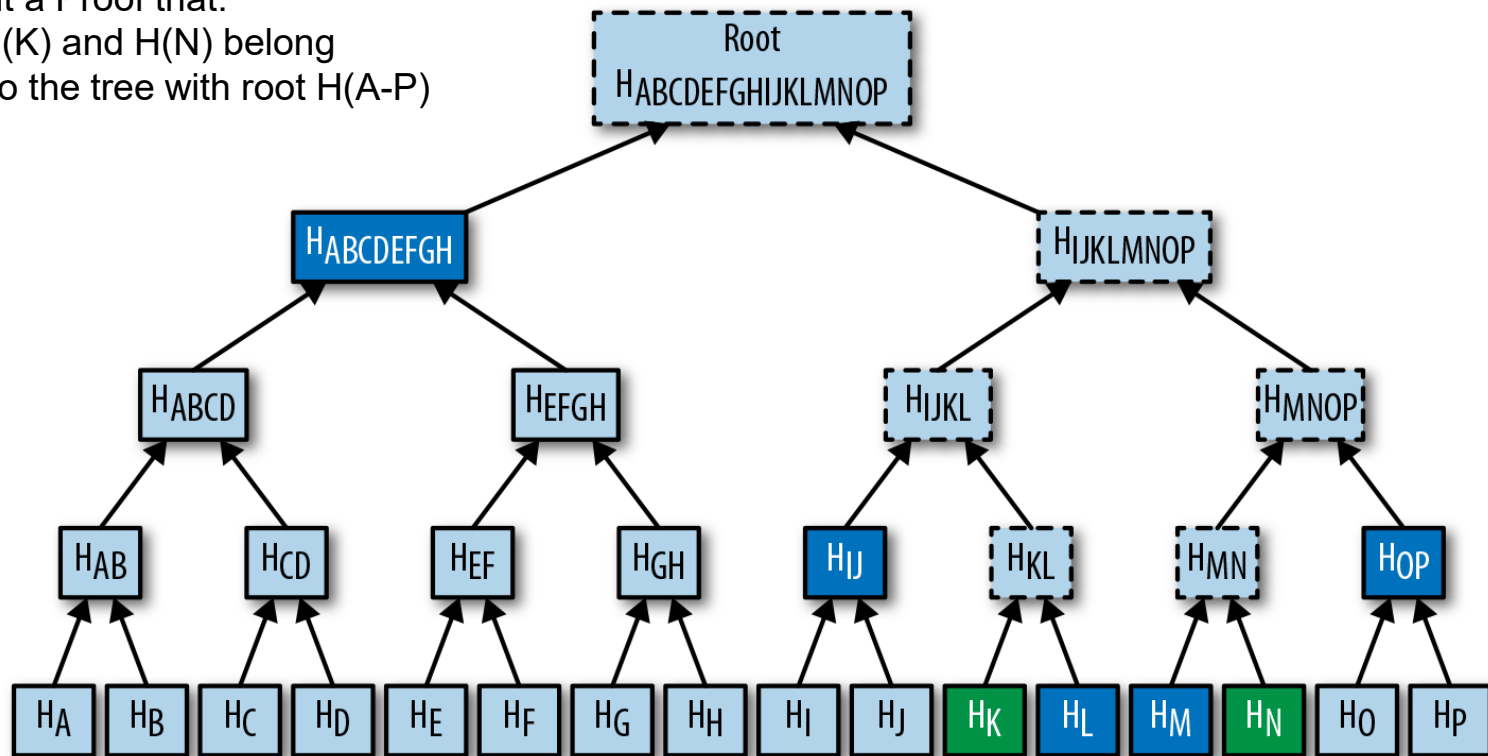 t a Proof that:
(K) and H(N) belong
o the tree with root H(A-P)
Root
HABCDEFGHIJKLMNOP
HABCDEFGH HIJKLMNOP
HABCD HEFGH HIJKL HMNOP
HAB HCD HEF HGH HIJ HKL HMN HOP
HA HB HC HD HE HF HG HH HI HJ HK HL HM HN HO HP